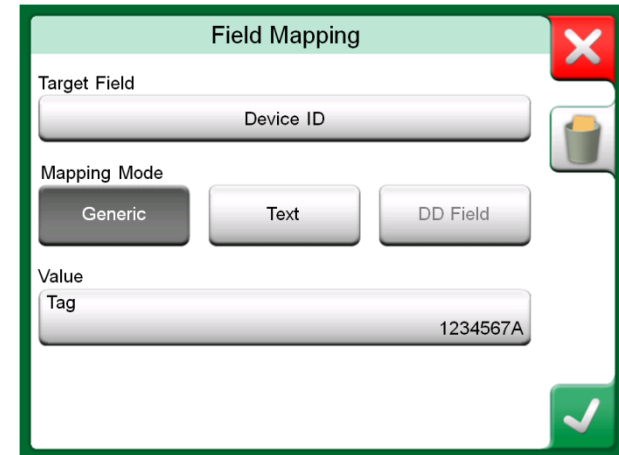 Field Mapping
Target Field
Device ID
Mapping Mode
Generic Text DD Field
Value
Tag
1234567A